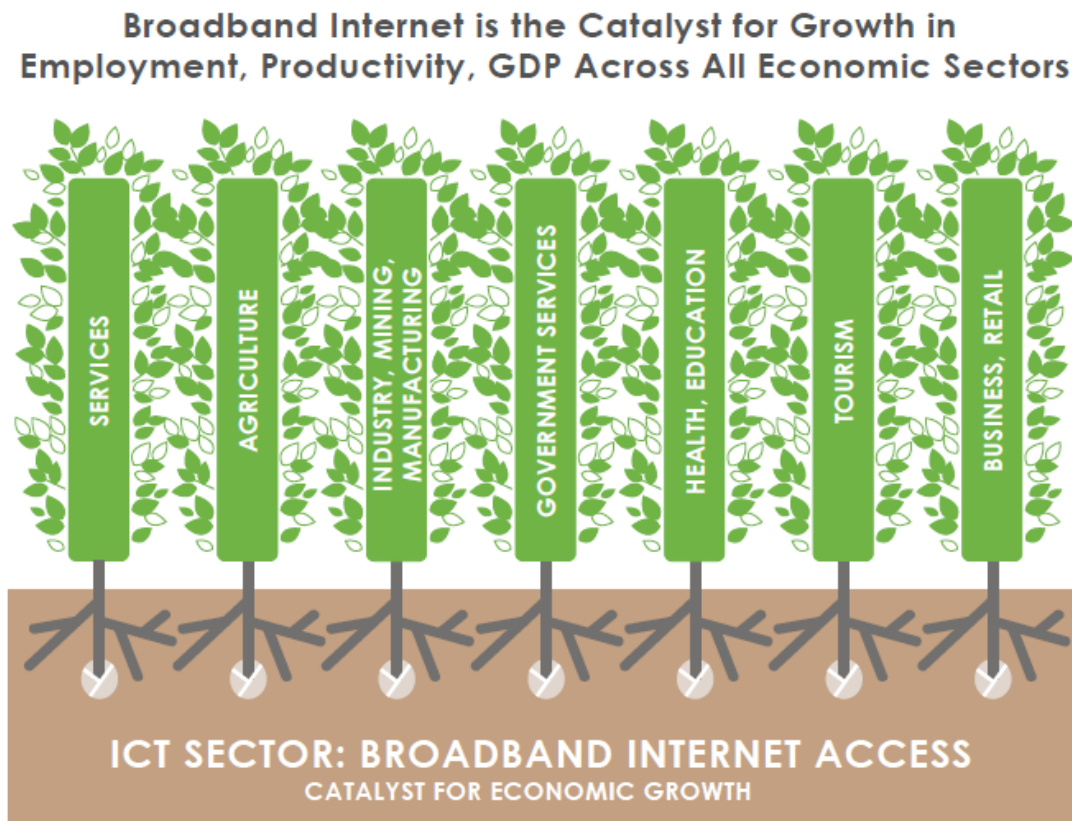 Broadband Internet is the Catalyst for Growth in
Employment, Productivity, GDP Across All Economic Sectors
SERVICES
AGRICULTURE
INDUSTRY, MINING,
MANUFACTURING
GOVERNMENT SERVICES
HEALTH, EDUCATION
TOURISM
BUSINESS, RETAIL
ICT SECTOR: BROADBAND INTERNET ACCESS
CATALYST FOR ECONOMIC GROWTH